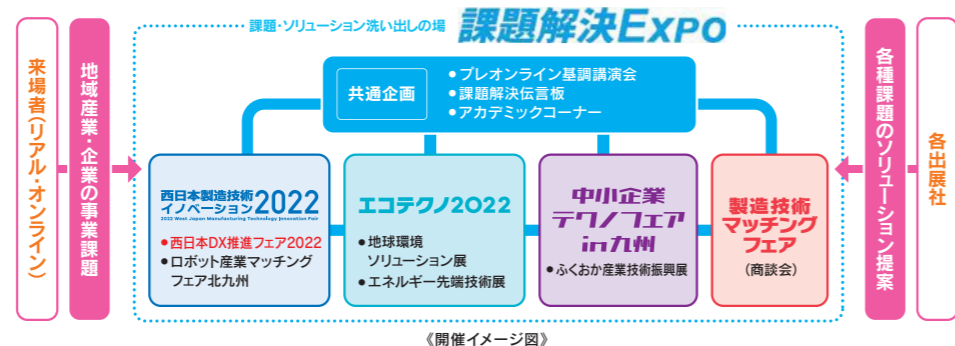 来場者(リアル・オンライン)
地域産業・企業の事業課題
課題・ソリューション洗い出しの場
課題解決EXPO
共通企画
●プレオンライン基調講演会
●課題解決伝言板
●アカデミックコーナー
西日本製造技術
イノベーション2022
2022 West Japan Manufacturing Technology Innovation Fair
●西日本DX推進フェア2022
●ロボット産業マッチング
フェア北九州
エコテクノ2022
●地球環境
ソリューション展
●エネルギー先端技術展
中小企業
テクノフェア
in九州
●ふくおか産業技術振興展
製造技術
マッチング
フェア
(商談会)
各種課題のソリューション提案
各出展社
《開催イメージ図》